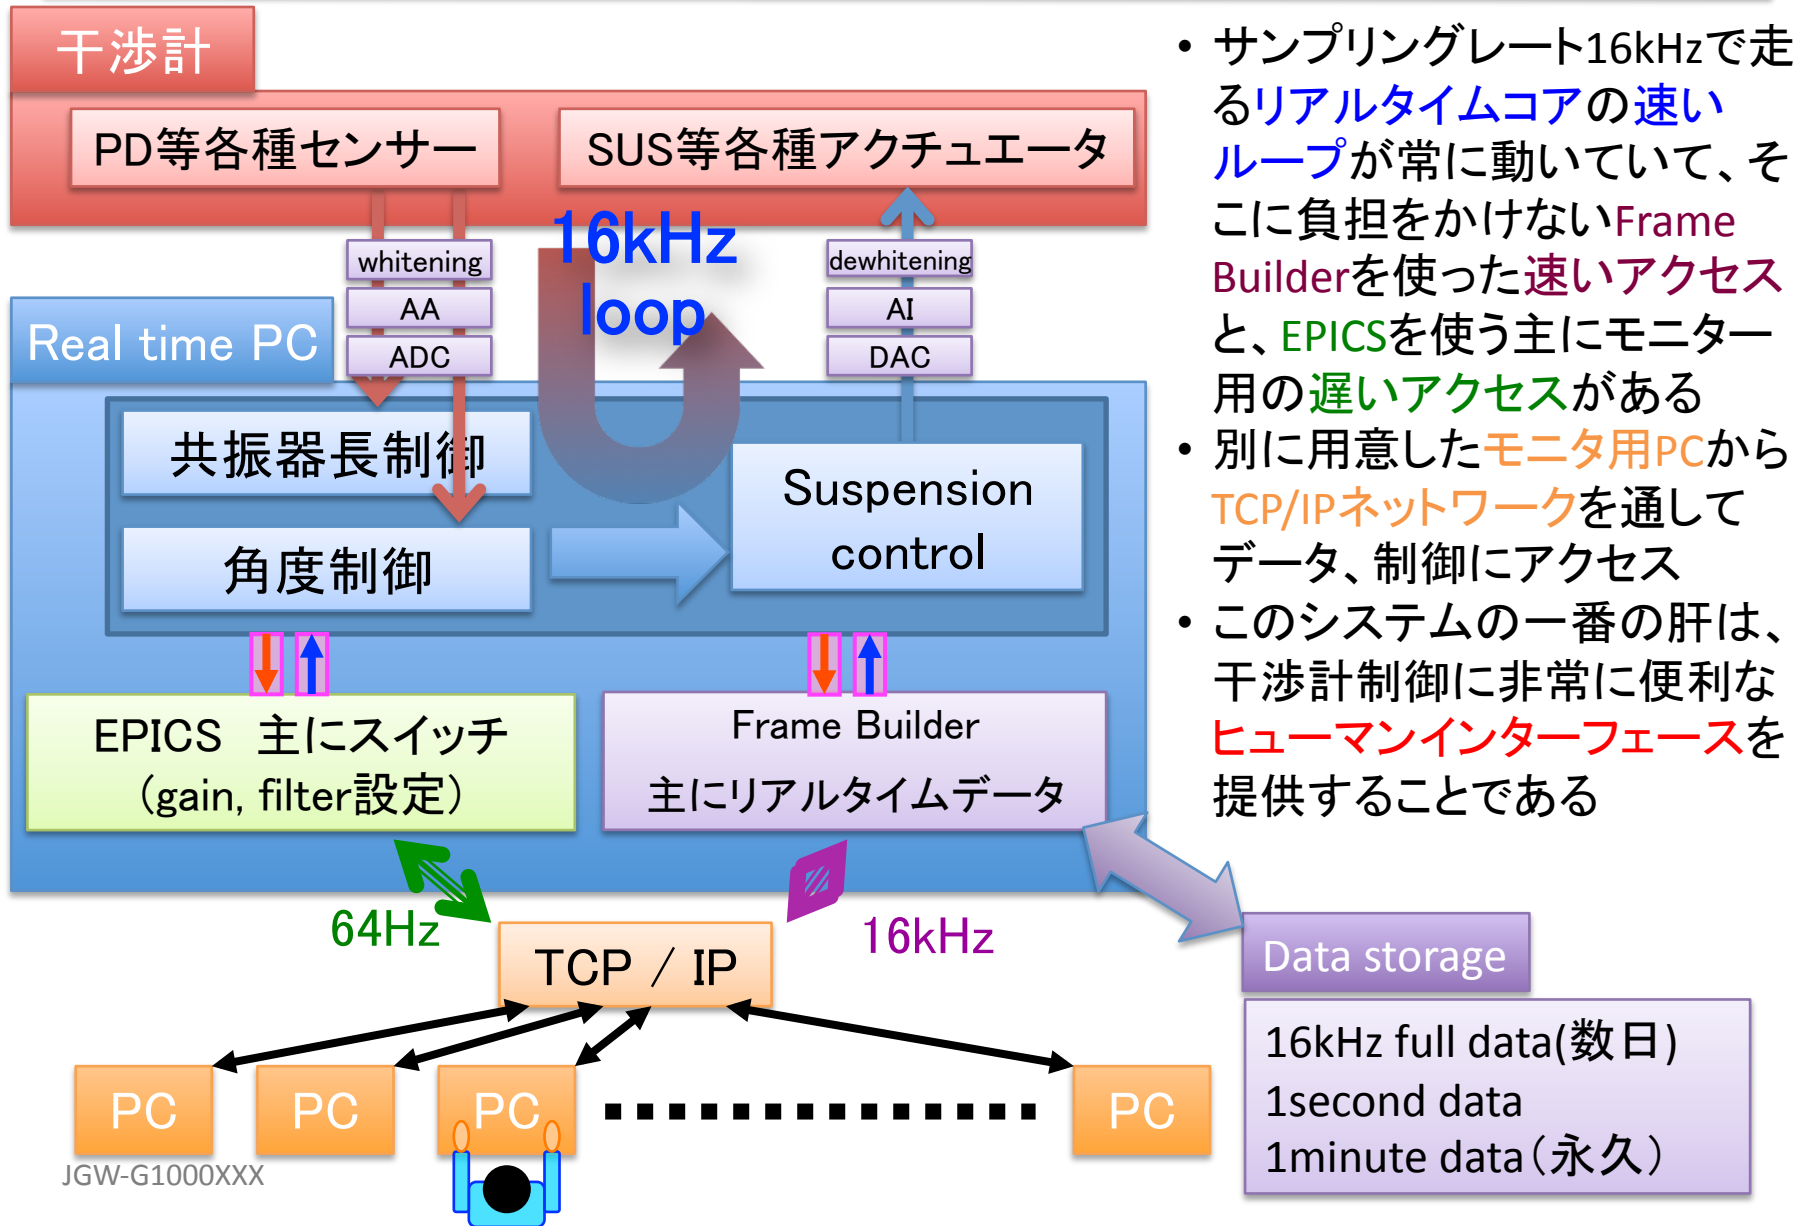 干渉計
PD等各種センサー
SUS等各種アクチュエータ
16kHz
loop
whitening
AA
ADC
dewhitening
AI
DAC
Real time PC
共振器長制御
角度制御
Suspension
control
EPICS　主にスイッチ
（gain, filter設定）
Frame Builder
主にリアルタイムデータ
64Hz
16kHz
TCP / IP
PC
PC
PC
PC
JGW-G1000XXX
• サンプリングレート16kHzで走
るリアルタイムコアの速い
ループが常に動いていて、そ
こに負担をかけないFrame
Builderを使った速いアクセス
と、EPICSを使う主にモニター
用の遅いアクセスがある
• 別に用意したモニタ用PCから
TCP/IPネットワークを通して
データ、制御にアクセス
• このシステムの一番の肝は、
干渉計制御に非常に便利な
ヒューマンインターフェースを
提供することである
Data storage
16kHz full data(数日)
1second data
1minute data（永久）